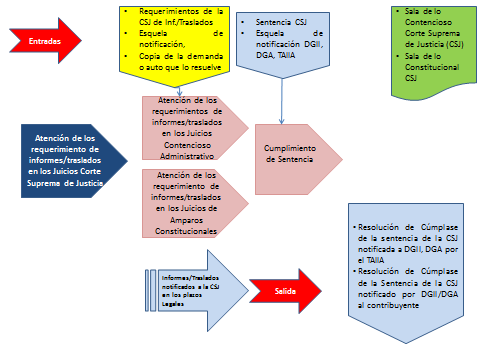 Entradas
• Requerimientos de la
CSJ de Inf/Traslados
• Esquela de
notificación,
• Copia de la demanda
o auto que lo resuelve
• Sentencia CSJ
• Esquela de
notificación DGII,
DGA, TAIIA
• Sala de lo
Contencioso
Corte Suprema
de Justicia (CSJ)
• Sala de lo
Constitucional
CSJ
Atención de los
requerimiento de
informes/traslados
en los Juicios Corte
Suprema de Justicia
Atención de los
requerimientos de
informes/traslados
en los Juicios
Contencioso
Administrativo
Cumplimiento
de Sentencia
Atención de los
requerimiento de
informes/traslados
en los Juicios de
Amparos
Constitucionales
Informes/Traslados
notificados a la CSJ
en los plazos
Legales
Salida
• Resolución de Cúmplase
de la sentencia de la CSJ
notificada a DGII, DGA por
el TAIIA
• Resolución de Cúmplase
de la Sentencia de la CSJ
notificado por DGII/DGA
al contribuyente